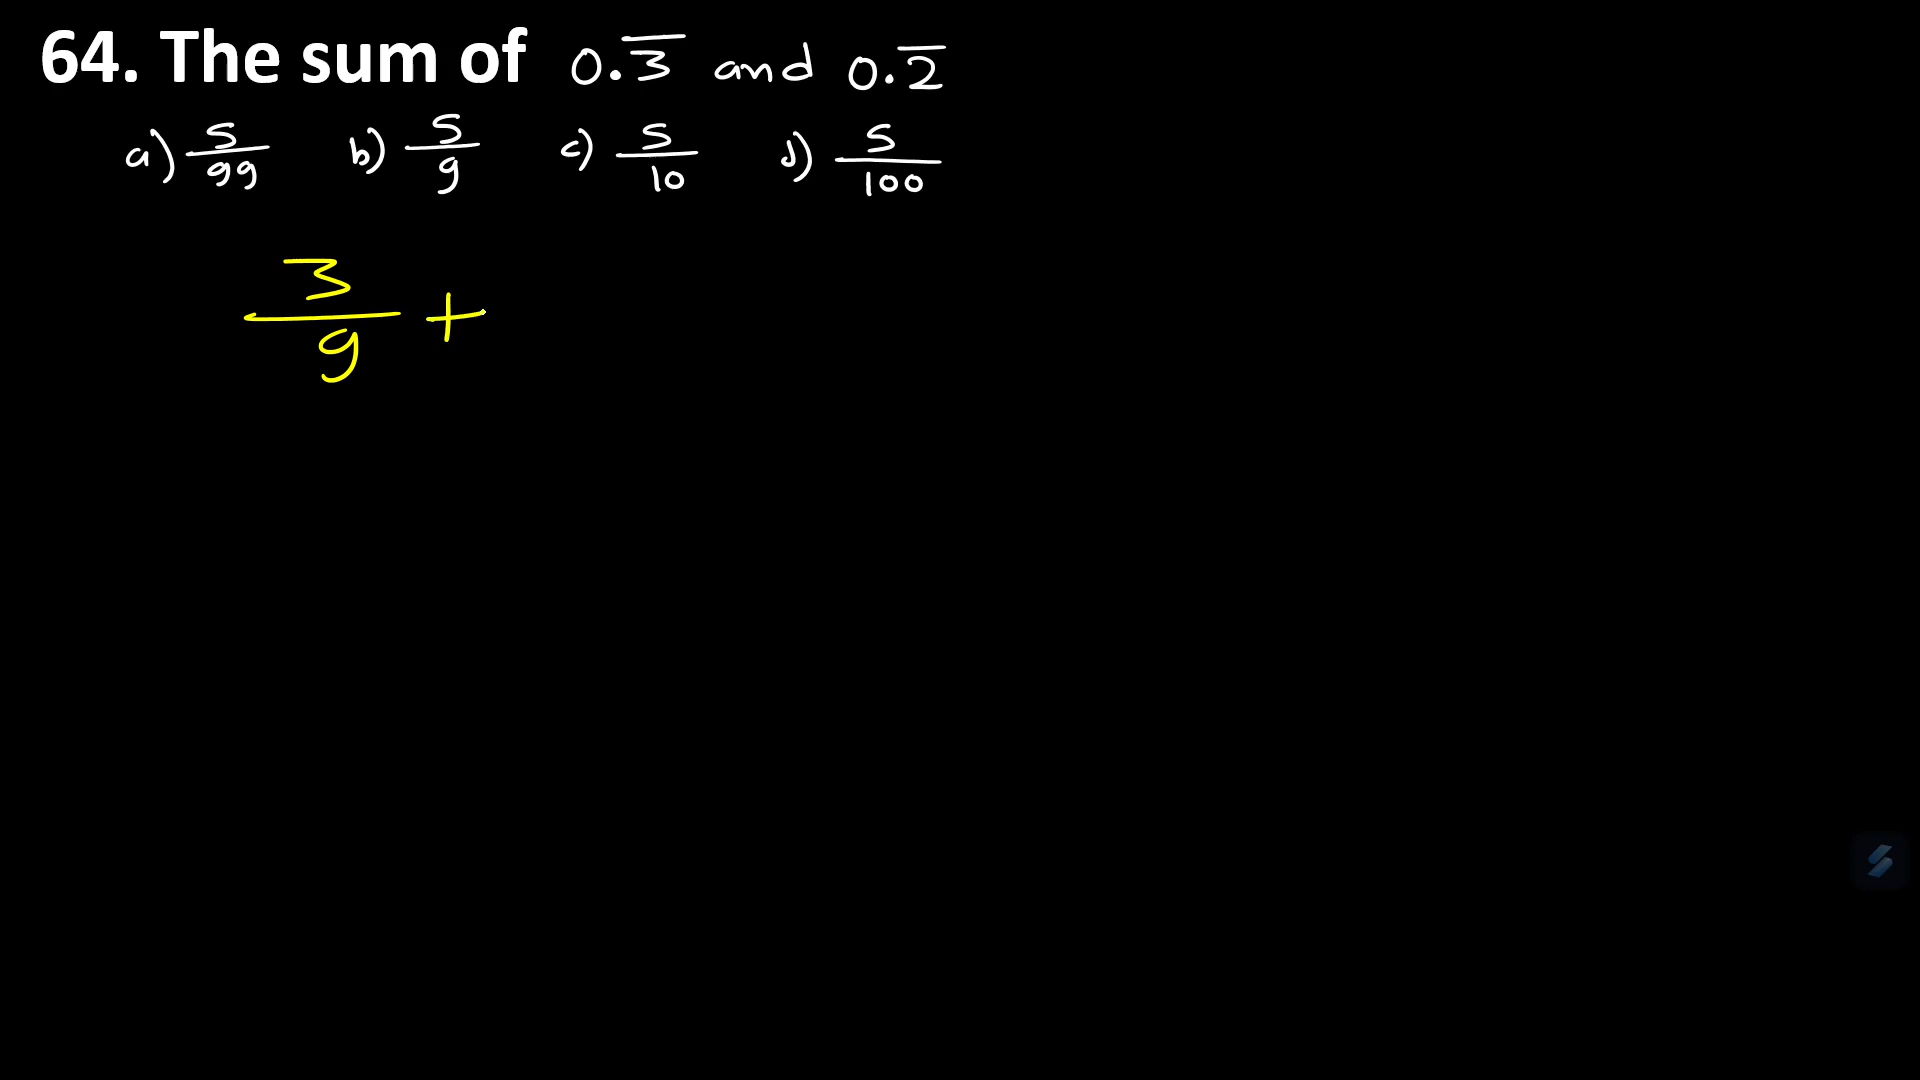 64. The sum of 0.3̅ and 0.2̅
a) 5/99 b) 5/9 c) 5/10 d) 5/100
3/9 +